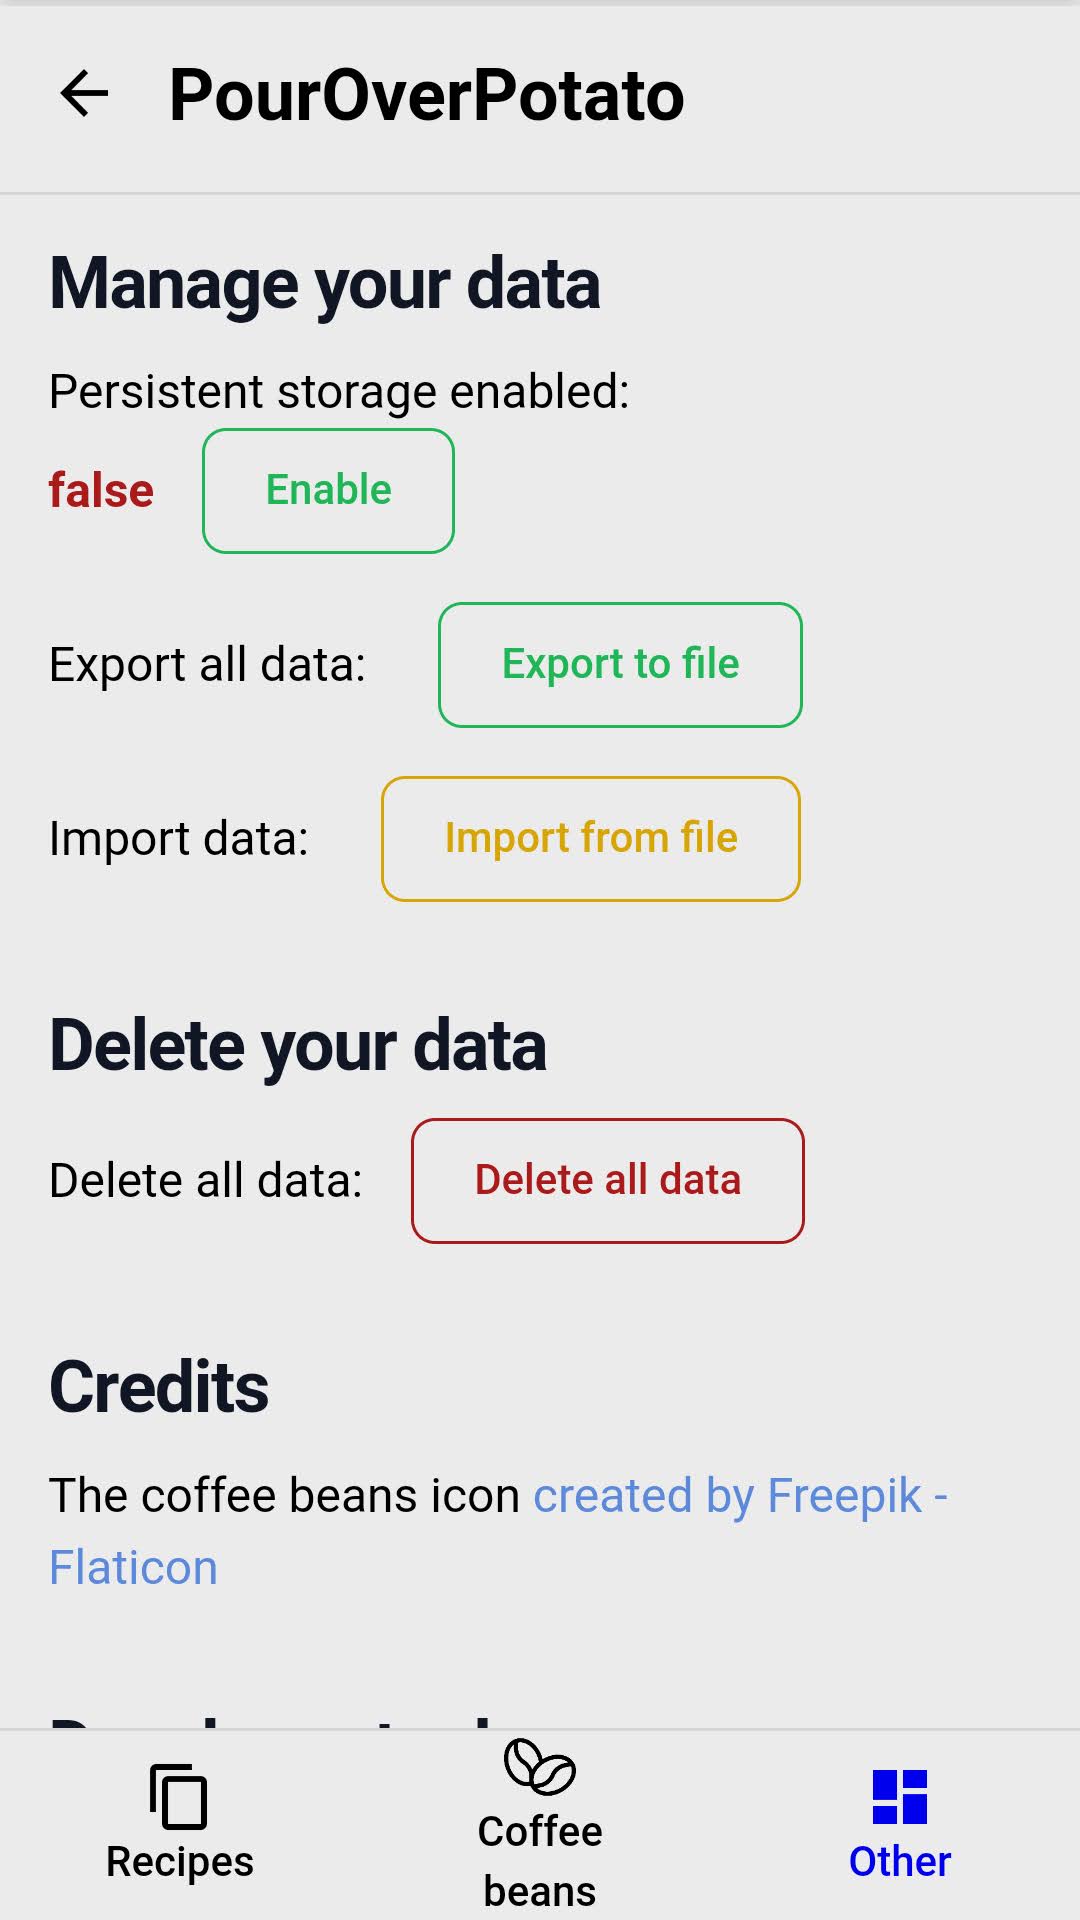 PourOverPotato
Manage your data
Persistent storage enabled:
false Enable
Export all data: Export to file
Import data: Import from file
Delete your data
Delete all data: Delete all data
Credits
The coffee beans icon created by Freepik -
Flaticon
Recipes
Coffee
beans
Other